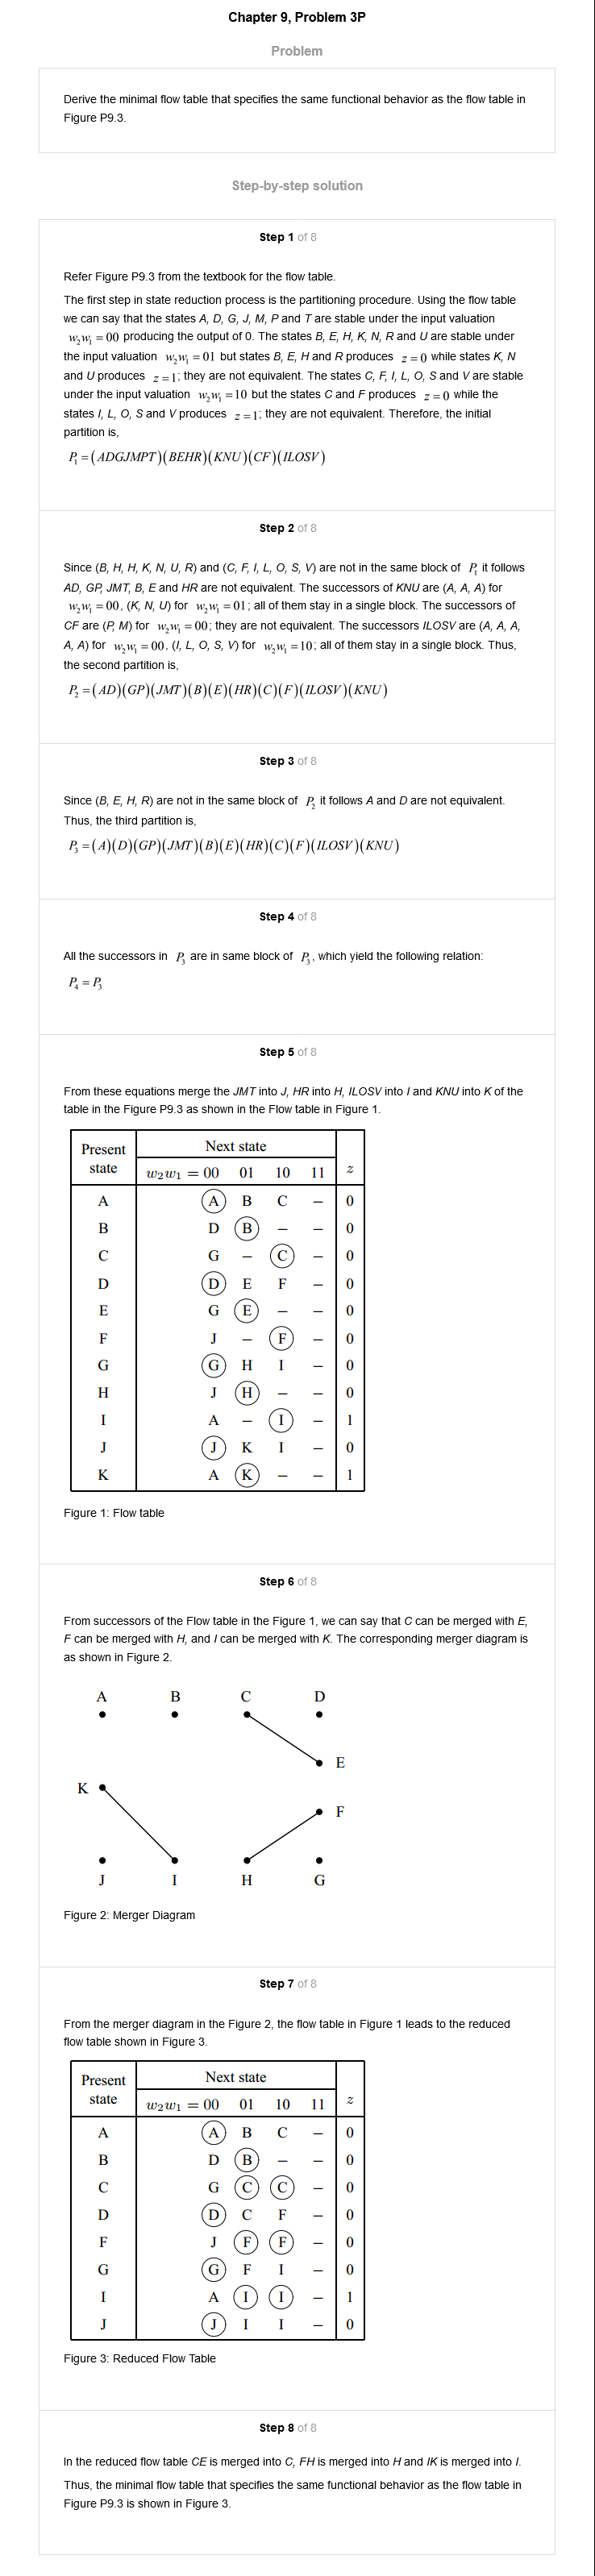 Chapter 9, Problem 3P
Problem
Derive the minimal flow table that specifies the same functional behavior as the flow table in
Figure P9.3.
Step-by-step solution
Step 1 of 8
Refer Figure P9.3 from the textbook for the flow table.
The first step in state reduction process is the partitioning procedure. Using the flow table
we can say that the states A, D, G, J, M, P and T are stable under the input valuation
w₂w₁ = 00 producing the output of 0. The states B, E, H, K, N, R and U are stable under
the input valuation w₂w₁ = 01 but states B, E, H and R produces z = 0 while states K, N
and U produces z = 1; they are not equivalent. The states C, F, I, L, O, S and V are stable
under the input valuation w₂w₁ = 10 but the states C and F produces z = 0 while the
states I, L, O, S and V produces z = 1; they are not equivalent. Therefore, the initial
partition is,
P₁ = (ADGJMPT)(BEHR)(KNU)(CF)(ILOSV)
Step 2 of 8
Since (B, H, H, K, N, U, R) and (C, F, I, L, O, S, V) are not in the same block of P₁ it follows
AD, GP, JMT, B, E and HR are not equivalent. The successors of KNU are (A, A, A) for
w₂w₁ = 00, (K, N, U) for w₂w₁ = 01; all of them stay in a single block. The successors of
CF are (P, M) for w₂w₁ = 00; they are not equivalent. The successors ILOSV are (A, A, A,
A, A) for w₂w₁ = 00, (I, L, O, S, V) for w₂w₁ = 10; all of them stay in a single block. Thus,
the second partition is,
P₂ = (AD)(GP)(JMT)(B)(E)(HR)(C)(F)(ILOSV)(KNU)
Step 3 of 8
Since (B, E, H, R) are not in the same block of P₂ it follows A and D are not equivalent.
Thus, the third partition is,
P₃ = (A)(D)(GP)(JMT)(B)(E)(HR)(C)(F)(ILOSV)(KNU)
Step 4 of 8
All the successors in P₃ are in same block of P₃, which yield the following relation:
P₄ = P₃
Step 5 of 8
From these equations merge the JMT into J, HR into H, ILOSV into I and KNU into K of the
table in the Figure P9.3 as shown in the Flow table in Figure 1.
Present Next state
state w₂w₁ = 00 01 10 11 z
A A B C – 0
B D B – – 0
C G – C – 0
D D E F – 0
E G E – – 0
F J – F – 0
G G H I – 0
H J H – – 0
I A – I – 1
J J K I – 0
K A K – – 1
Figure 1: Flow table
Step 6 of 8
From successors of the Flow table in the Figure 1, we can say that C can be merged with E,
F can be merged with H, and I can be merged with K. The corresponding merger diagram is
as shown in Figure 2.
A B C D
E
K
F
J I H G
Figure 2: Merger Diagram
Step 7 of 8
From the merger diagram in the Figure 2, the flow table in Figure 1 leads to the reduced
flow table shown in Figure 3.
Present Next state
state w₂w₁ = 00 01 10 11 z
A A B C – 0
B D B – – 0
C G C C – 0
D D C F – 0
F J F F – 0
G G F I – 0
I A I I – 1
J J I I – 0
Figure 3: Reduced Flow Table
Step 8 of 8
In the reduced flow table CE is merged into C, FH is merged into H and IK is merged into I.
Thus, the minimal flow table that specifies the same functional behavior as the flow table in
Figure P9.3 is shown in Figure 3.